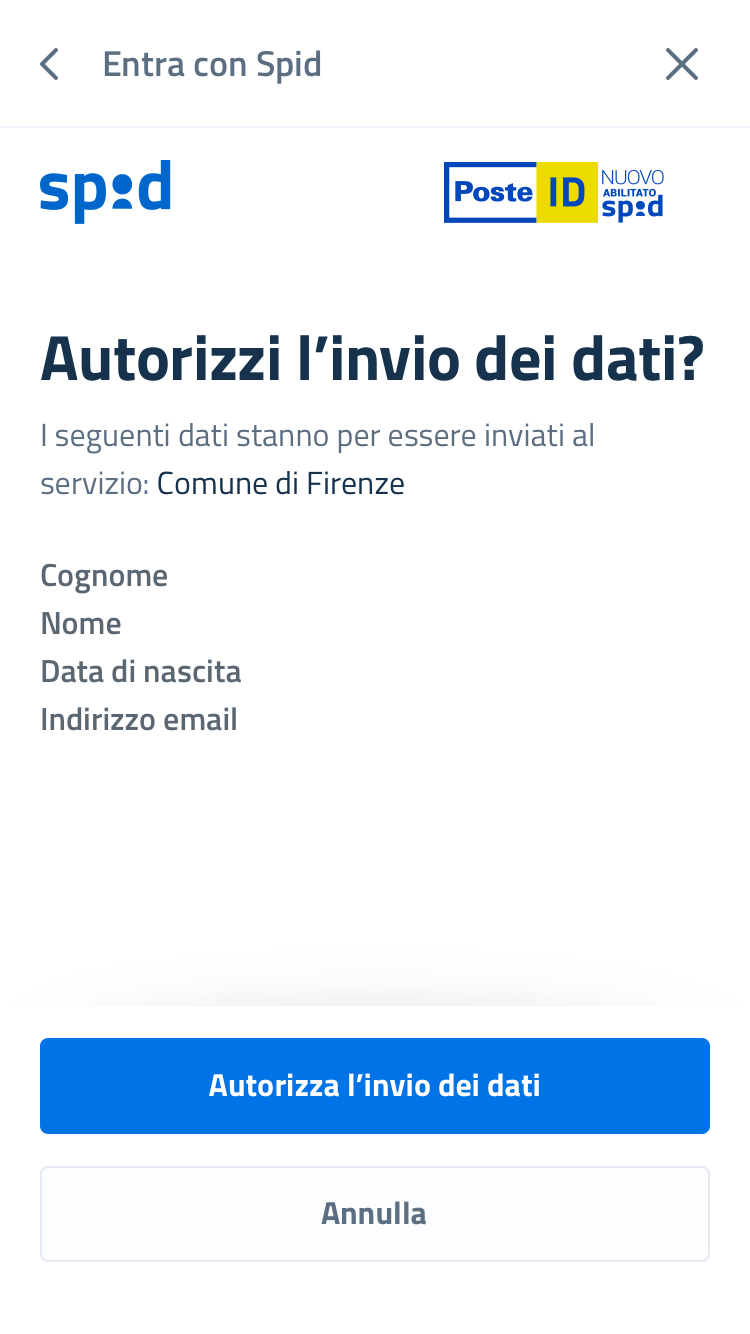 Entra con Spid
spid
Poste ID NUOVO
ABILITATO
spid
Autorizzi l’invio dei dati?
I seguenti dati stanno per essere inviati al
servizio: Comune di Firenze
Cognome
Nome
Data di nascita
Indirizzo email
Autorizza l’invio dei dati
Annulla